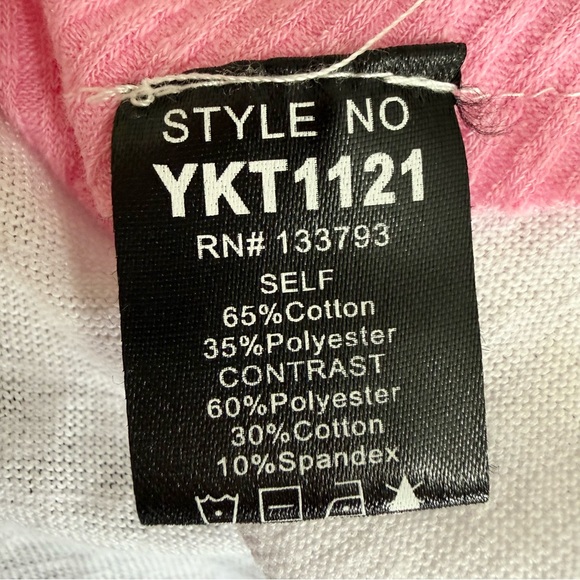 STYLE NO
YKT1121
RN# 133793
SELF
65%Cotton
35%Polyester
CONTRAST
60%Polyester
30%Cotton
10%Spandex